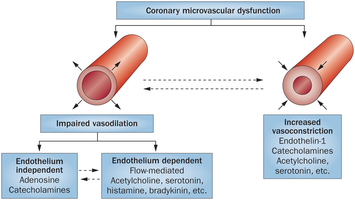 Coronary microvascular dysfunction
Impaired vasodilation
Increased
vasoconstriction
Endothelin-1
Catecholamines
Acetylcholine,
serotonin, etc.
Endothelium
independent
Adenosine
Catecholamines
Endothelium dependent
Flow-mediated
Acetylcholine, serotonin,
histamine, bradykinin, etc.